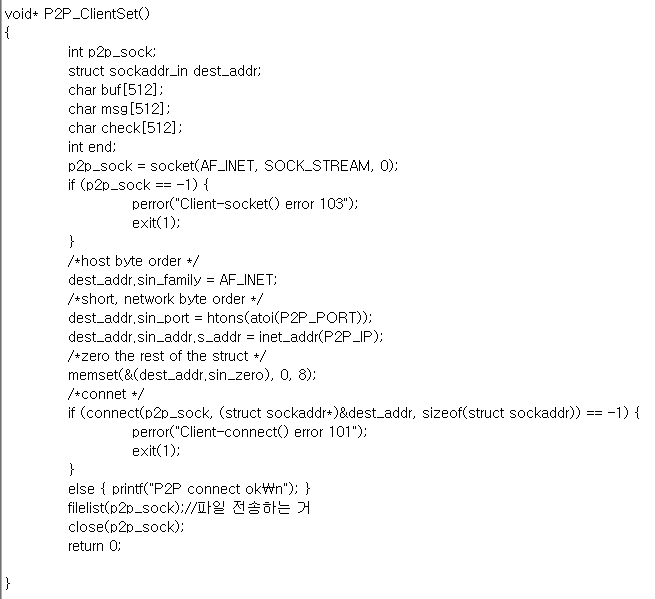 void* P2P_ClientSet()
{
int p2p_sock;
struct sockaddr_in dest_addr;
char buf[512];
char msg[512];
char check[512];
int end;
p2p_sock = socket(AF_INET, SOCK_STREAM, 0);
if (p2p_sock == -1) {
perror("Client-socket() error 103");
exit(1);
}
/*host byte order */
dest_addr.sin_family = AF_INET;
/*short, network byte order */
dest_addr.sin_port = htons(atoi(P2P_PORT));
dest_addr.sin_addr.s_addr = inet_addr(P2P_IP);
/*zero the rest of the struct */
memset(&(dest_addr.sin_zero), 0, 8);
/*connet */
if (connect(p2p_sock, (struct sockaddr*)&dest_addr, sizeof(struct sockaddr)) == -1) {
perror("Client-connect() error 101");
exit(1);
}
else { printf("P2P connect ok₩n"); }
filelist(p2p_sock);//파일 전송하는 거
close(p2p_sock);
return 0;
}